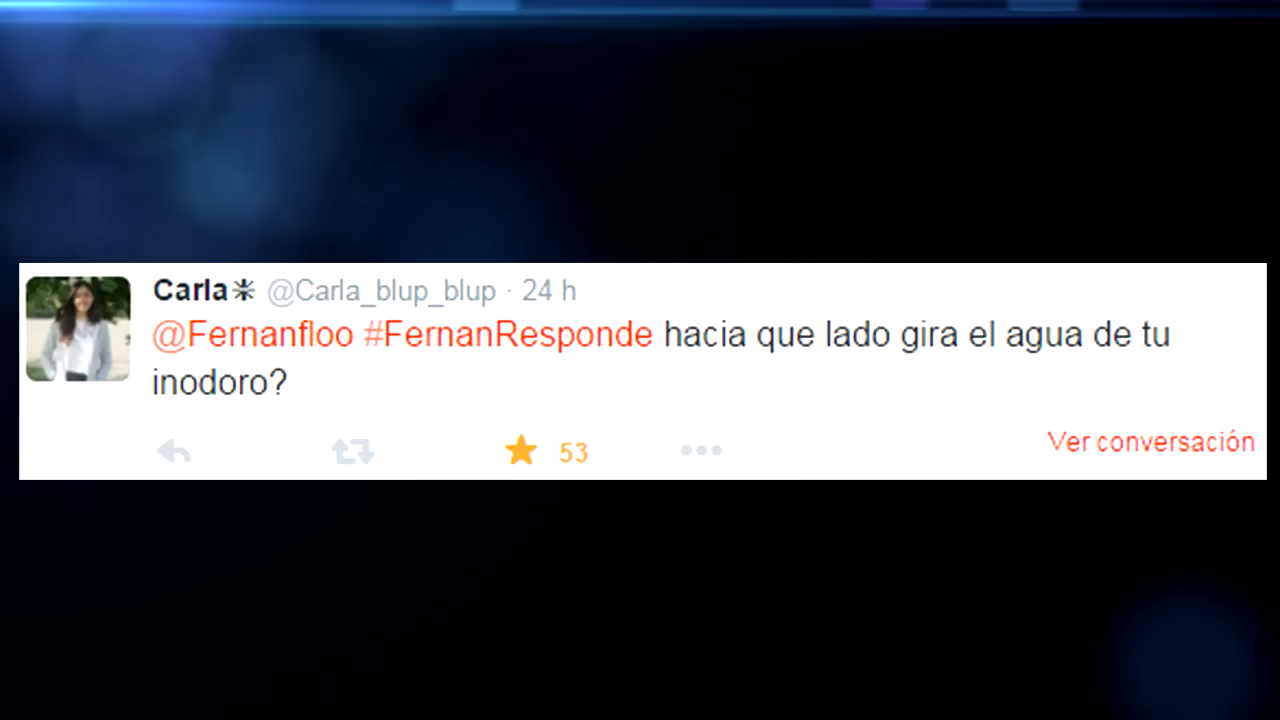 Carla❋ @Carla_blup_blup · 24 h
@Fernanfloo #FernanResponde hacia que lado gira el agua de tu
inodoro?
53
Ver conversación